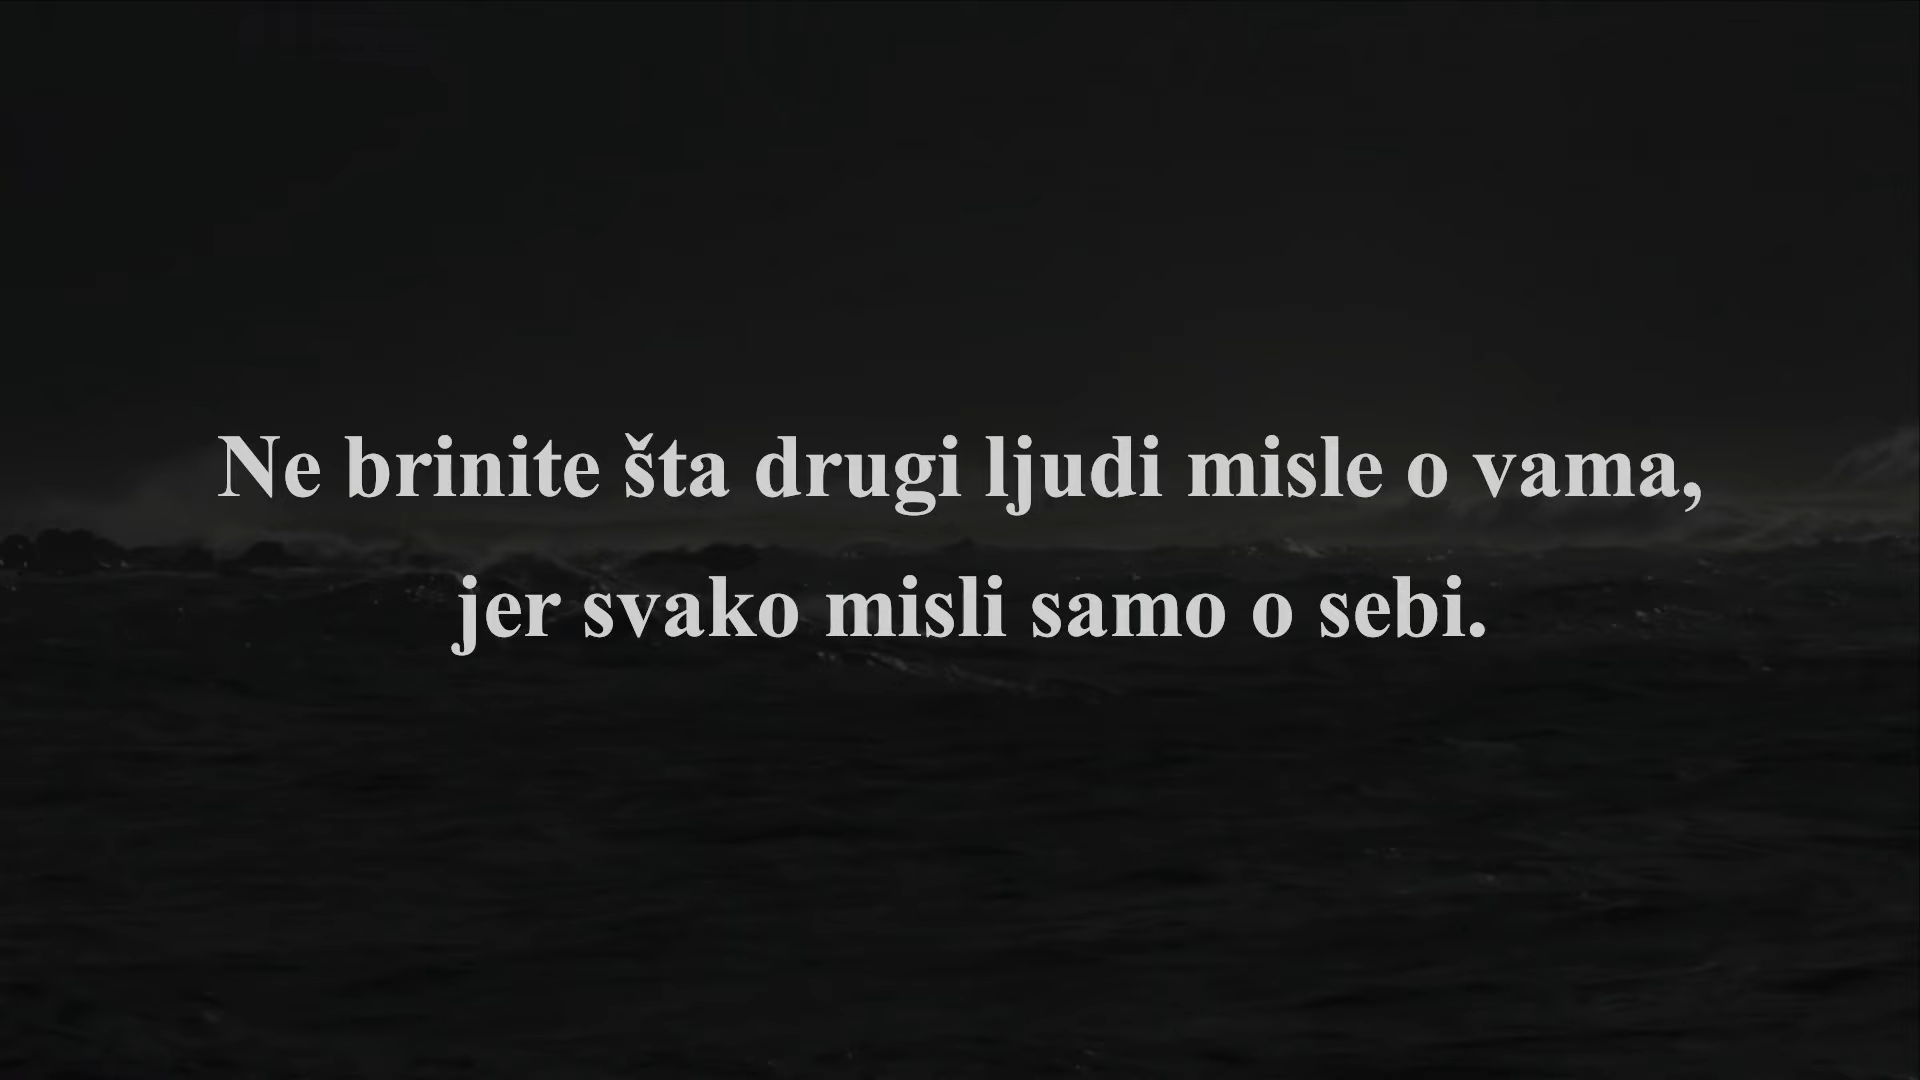 Ne brinite šta drugi ljudi misle o vama,
jer svako misli samo o sebi.